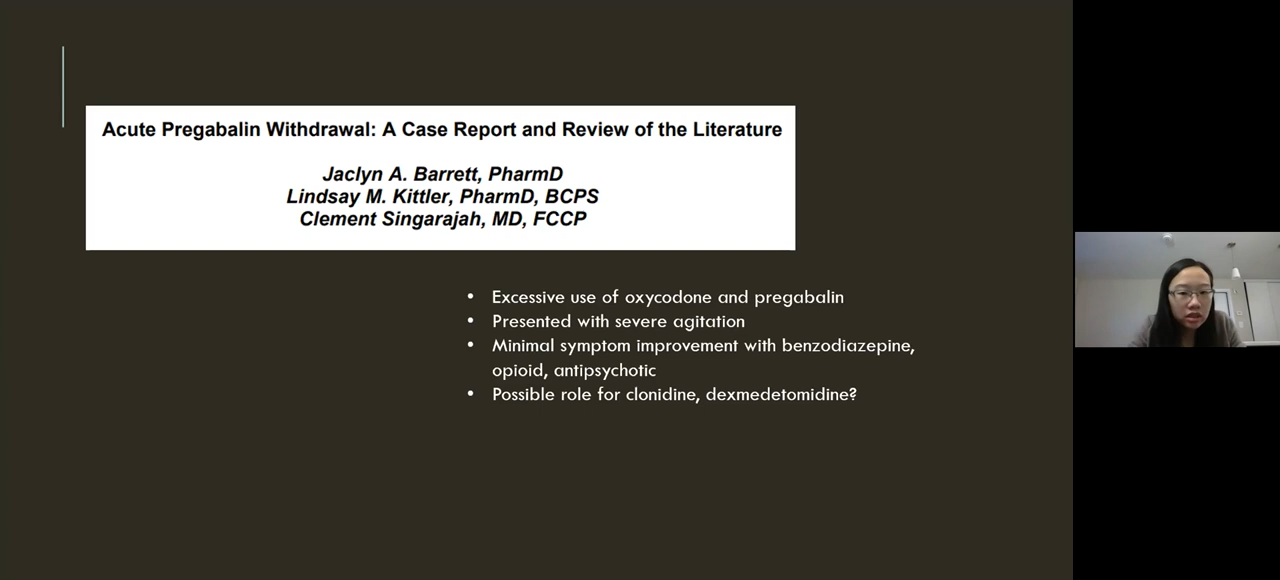 Acute Pregabalin Withdrawal: A Case Report and Review of the Literature
Jaclyn A. Barrett, PharmD
Lindsay M. Kittler, PharmD, BCPS
Clement Singarajah, MD, FCCP
• Excessive use of oxycodone and pregabalin
• Presented with severe agitation
• Minimal symptom improvement with benzodiazepine,
opioid, antipsychotic
• Possible role for clonidine, dexmedetomidine?